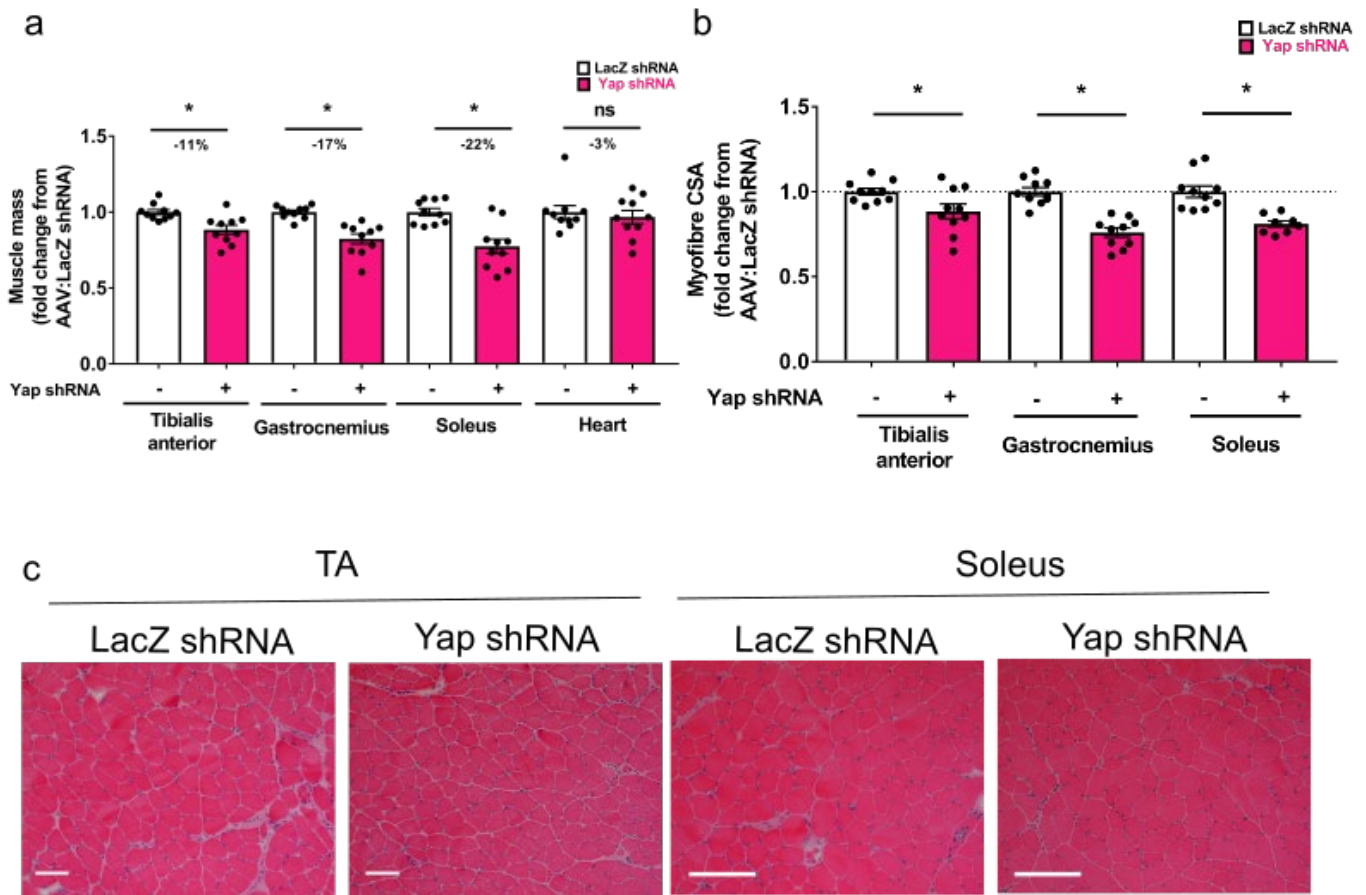 a
LacZ shRNA
Yap shRNA
* * * ns
-11% -17% -22% -3%
Muscle mass
(fold change from
AAV:LacZ shRNA)
1.5
1.0
0.5
0.0
Yap shRNA - + - + - + - +
Tibialis
anterior
Gastrocnemius
Soleus
Heart
b
LacZ shRNA
Yap shRNA
* * *
Myofibre CSA
(fold change from
AAV:LacZ shRNA)
1.5
1.0
0.5
0.0
Yap shRNA - + - + - +
Tibialis
anterior
Gastrocnemius
Soleus
c
TA
Soleus
LacZ shRNA
Yap shRNA
LacZ shRNA
Yap shRNA